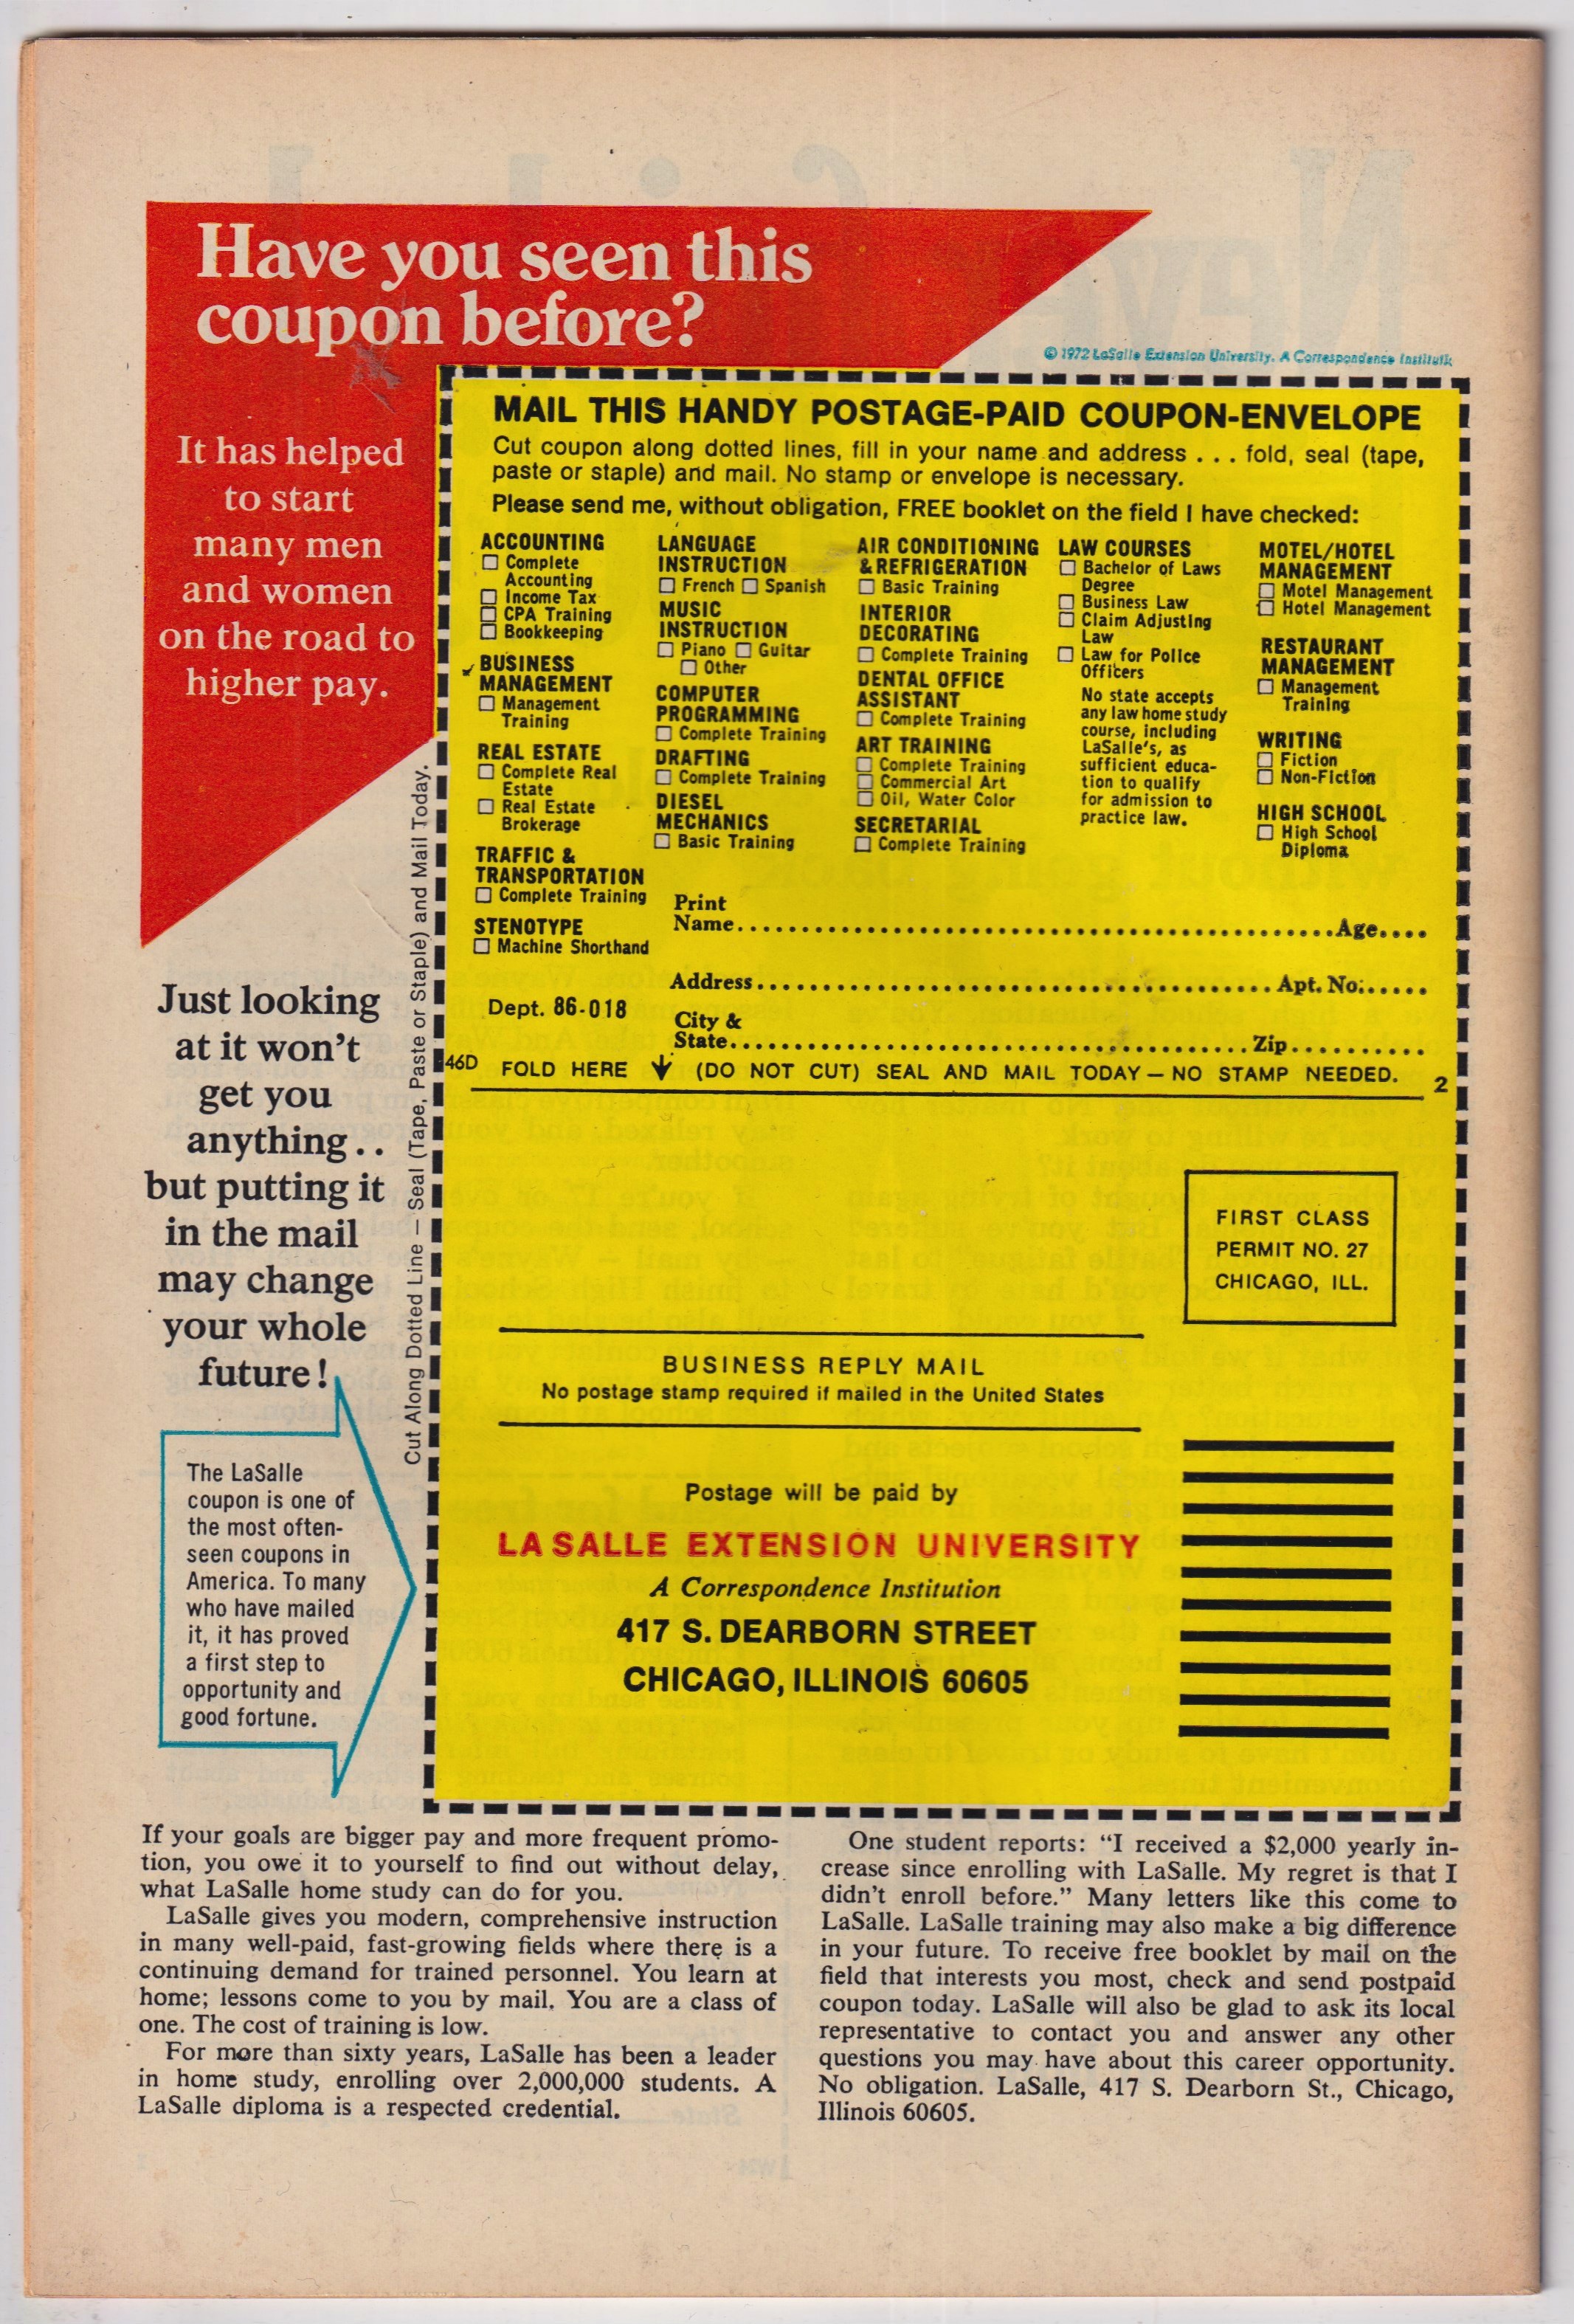 Have you seen this
coupon before?
It has helped
to start
many men
and women
on the road to
higher pay.
© 1972 LaSalle Extension University. A Correspondence Institution
MAIL THIS HANDY POSTAGE-PAID COUPON-ENVELOPE
Cut coupon along dotted lines, fill in your name and address . . . fold, seal (tape,
paste or staple) and mail. No stamp or envelope is necessary.
Please send me, without obligation, FREE booklet on the field I have checked:
ACCOUNTING
Complete
Accounting
Income Tax
CPA Training
Bookkeeping
BUSINESS
MANAGEMENT
Management
Training
REAL ESTATE
Complete Real
Estate
Real Estate
Brokerage
TRAFFIC &
TRANSPORTATION
Complete Training
STENOTYPE
Machine Shorthand
LANGUAGE
INSTRUCTION
French Spanish
MUSIC
INSTRUCTION
Piano Guitar
Other
COMPUTER
PROGRAMMING
Complete Training
DRAFTING
Complete Training
DIESEL
MECHANICS
Basic Training
AIR CONDITIONING
& REFRIGERATION
Basic Training
INTERIOR
DECORATING
Complete Training
DENTAL OFFICE
ASSISTANT
Complete Training
ART TRAINING
Complete Training
Commercial Art
Oil, Water Color
SECRETARIAL
Complete Training
LAW COURSES
Bachelor of Laws
Degree
Business Law
Claim Adjusting
Law
Law for Police
Officers
No state accepts
any law home study
course, including
LaSalle's, as
sufficient educa-
tion to qualify
for admission to
practice law.
MOTEL/HOTEL
MANAGEMENT
Motel Management
Hotel Management
RESTAURANT
MANAGEMENT
Management
Training
WRITING
Fiction
Non-Fiction
HIGH SCHOOL
High School
Diploma
Print
Name..........Age....
Address..........Apt. No......
Dept. 86-018
City &
State..........Zip..........
46D FOLD HERE ↓ (DO NOT CUT) SEAL AND MAIL TODAY — NO STAMP NEEDED. 2
Cut Along Dotted Line — Seal (Tape, Paste or Staple) and Mail Today.
Just looking
at it won't
get you
anything . .
but putting it
in the mail
may change
your whole
future!
The LaSalle
coupon is one of
the most often-
seen coupons in
America. To many
who have mailed
it, it has proved
a first step to
opportunity and
good fortune.
FIRST CLASS
PERMIT NO. 27
CHICAGO, ILL.
BUSINESS REPLY MAIL
No postage stamp required if mailed in the United States
Postage will be paid by
LA SALLE EXTENSION UNIVERSITY
A Correspondence Institution
417 S. DEARBORN STREET
CHICAGO, ILLINOIS 60605
If your goals are bigger pay and more frequent promo-
tion, you owe it to yourself to find out without delay,
what LaSalle home study can do for you.
LaSalle gives you modern, comprehensive instruction
in many well-paid, fast-growing fields where there is a
continuing demand for trained personnel. You learn at
home; lessons come to you by mail. You are a class of
one. The cost of training is low.
For more than sixty years, LaSalle has been a leader
in home study, enrolling over 2,000,000 students. A
LaSalle diploma is a respected credential.
One student reports: "I received a $2,000 yearly in-
crease since enrolling with LaSalle. My regret is that I
didn't enroll before." Many letters like this come to
LaSalle. LaSalle training may also make a big difference
in your future. To receive free booklet by mail on the
field that interests you most, check and send postpaid
coupon today. LaSalle will also be glad to ask its local
representative to contact you and answer any other
questions you may have about this career opportunity.
No obligation. LaSalle, 417 S. Dearborn St., Chicago,
Illinois 60605.